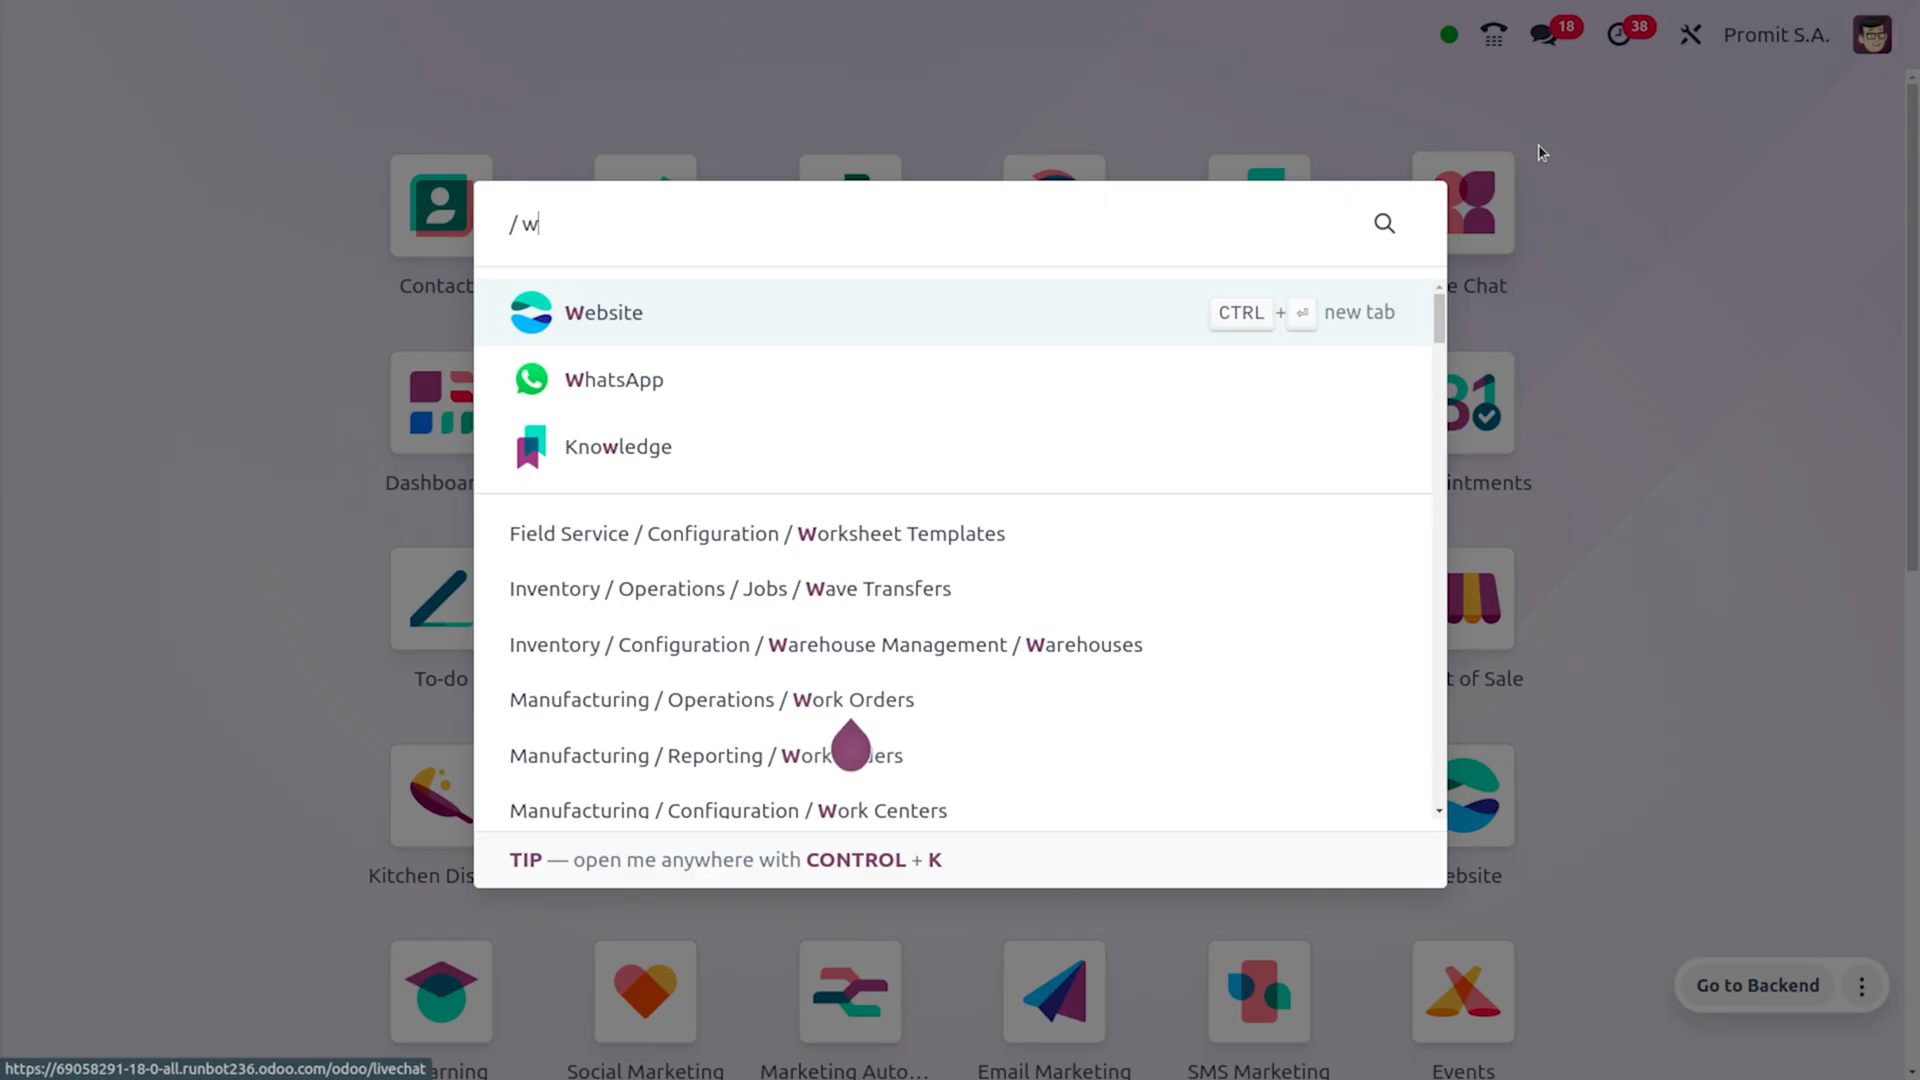 18
38
Promit S.A.
/ w
Contact
e Chat
Website
CTRL + ⏎ new tab
WhatsApp
Knowledge
Dashboar
intments
Field Service / Configuration / Worksheet Templates
Inventory / Operations / Jobs / Wave Transfers
Inventory / Configuration / Warehouse Management / Warehouses
To-do
t of Sale
Manufacturing / Operations / Work Orders
Manufacturing / Reporting / Work ders
Manufacturing / Configuration / Work Centers
TIP — open me anywhere with CONTROL + K
Kitchen Dis
ebsite
Go to Backend
https://69058291-18-0-all.runbot236.odoo.com/odoo/livechat
arning
Social Marketing
Marketing Auto...
Email Marketing
SMS Marketing
Events